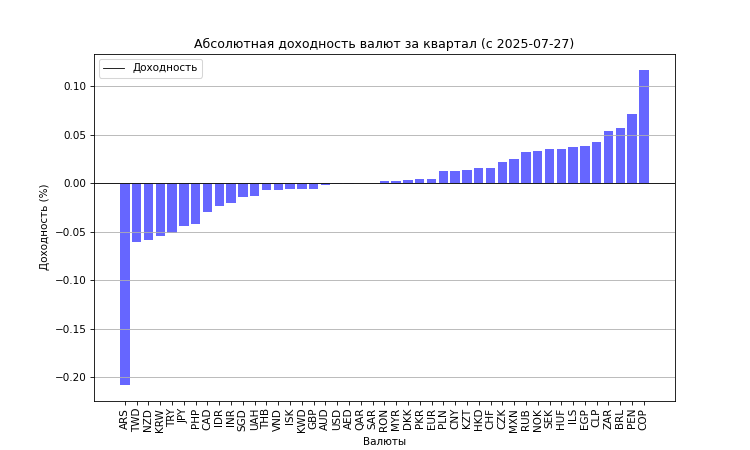 Абсолютная доходность валют за квартал (с 2025-07-27)
Доходность
0.10
0.05
0.00
−0.05
−0.10
−0.15
−0.20
Доходность (%)
ARS TWD NZD KRW TRY JPY PHP CAD IDR INR SGD UAH THB VND ISK KWD GBP AUD USD AED QAR SAR RON MYR DKK PKR EUR PLN CNY KZT HKD CHF CZK MXN RUB NOK SEK HUF ILS EGP CLP ZAR BRL PEN COP
Валюты